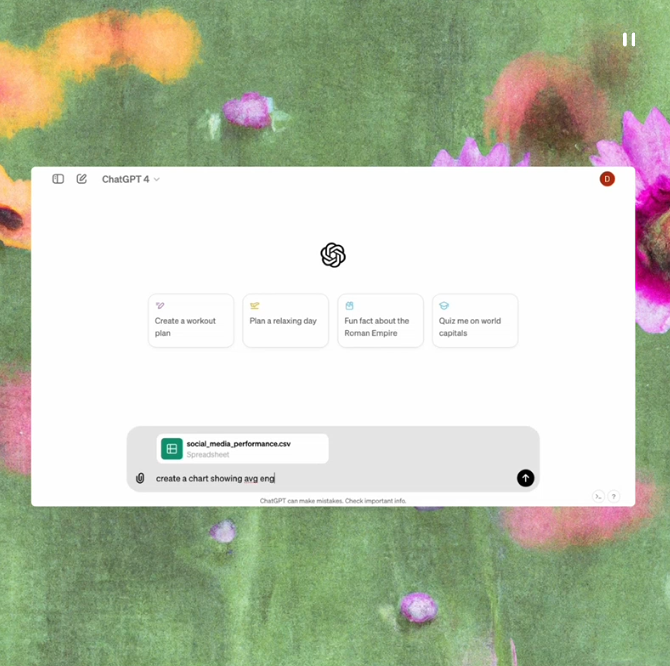 ChatGPT 4
D
Create a workout
plan
Plan a relaxing day
Fun fact about the
Roman Empire
Quiz me on world
capitals
social_media_performance.csv
Spreadsheet
create a chart showing avg eng
ChatGPT can make mistakes. Check important info.
?